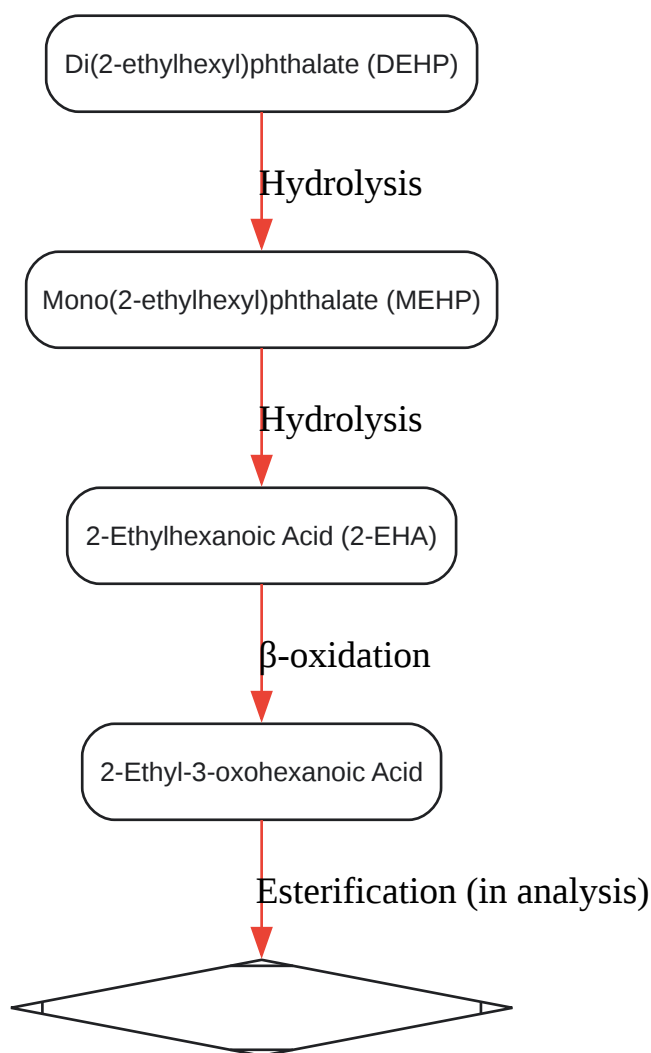 Di(2-ethylhexyl)phthalate (DEHP)
Hydrolysis
Mono(2-ethylhexyl)phthalate (MEHP)
Hydrolysis
2-Ethylhexanoic Acid (2-EHA)
β-oxidation
2-Ethyl-3-oxohexanoic Acid
Esterification (in analysis)